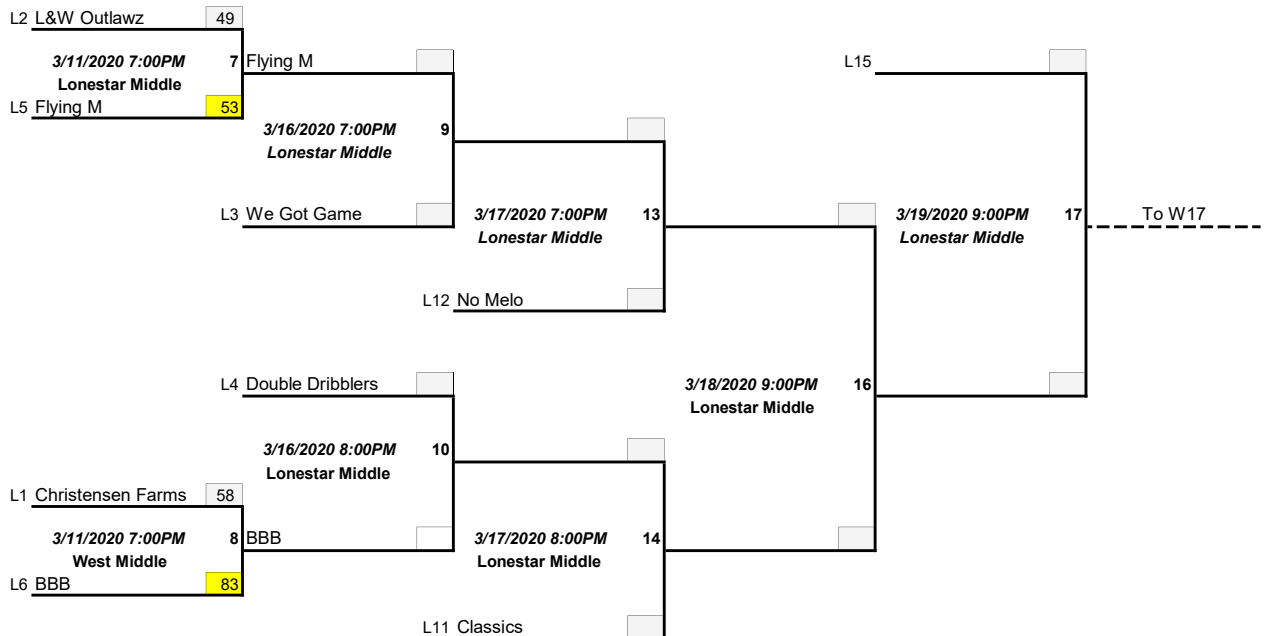 L2 L&W Outlawz 49
3/11/2020 7:00PM 7 Flying M L15
Lonestar Middle
L5 Flying M 53
3/16/2020 7:00PM 9
Lonestar Middle
L3 We Got Game 3/17/2020 7:00PM 13 3/19/2020 9:00PM 17 To W17
Lonestar Middle Lonestar Middle
L12 No Melo
L4 Double Dribblers 3/18/2020 9:00PM 16
Lonestar Middle
3/16/2020 8:00PM 10
Lonestar Middle
L1 Christensen Farms 58
3/11/2020 7:00PM 8 BBB 3/17/2020 8:00PM 14
West Middle Lonestar Middle
L6 BBB 83
L11 Classics